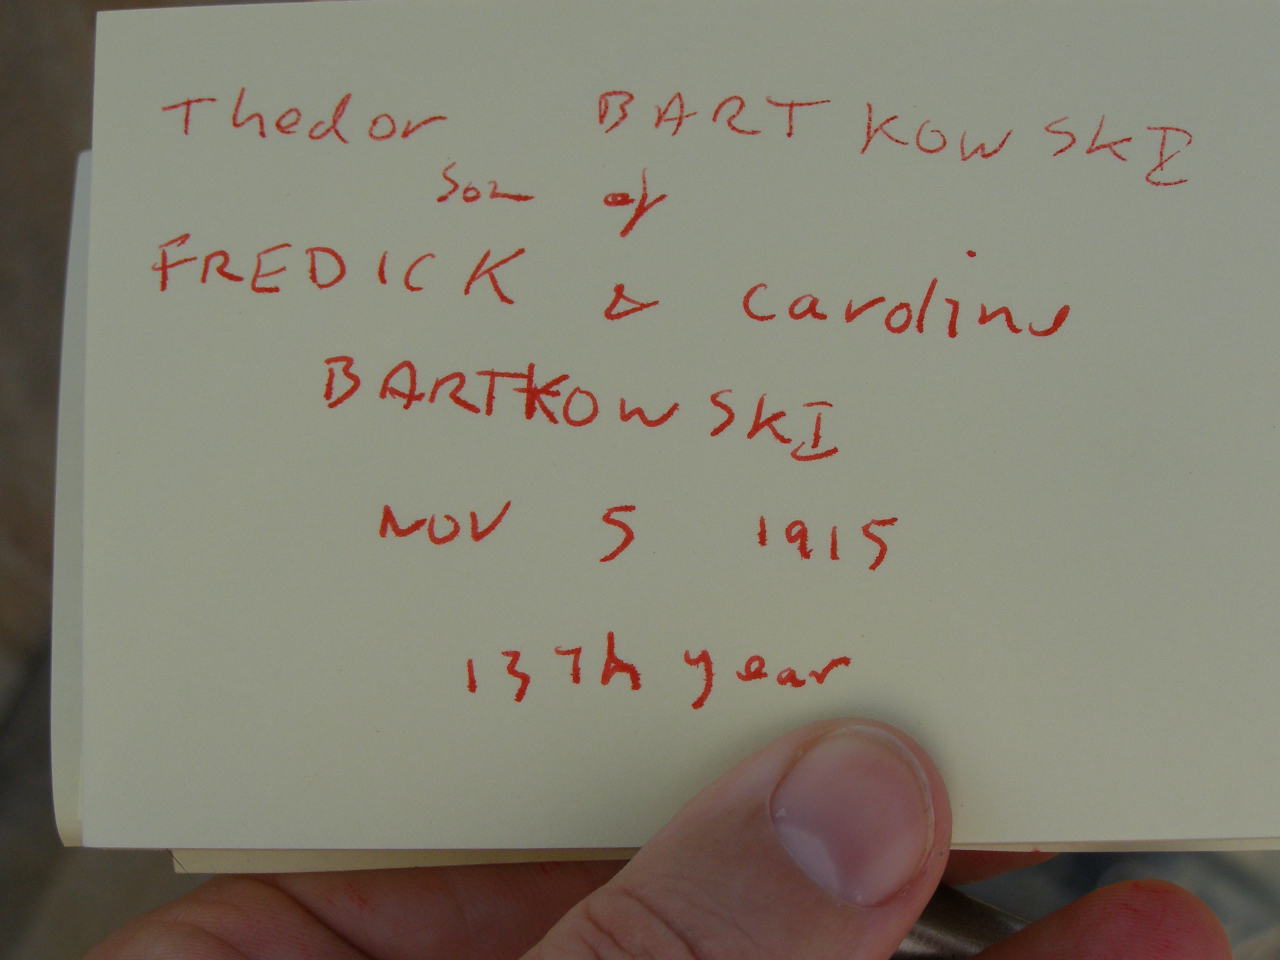 Thedor BARTKOWSKI
son of
FREDICK & Caroline
BARTKOWSKI
NOV 5 1915
13Th year